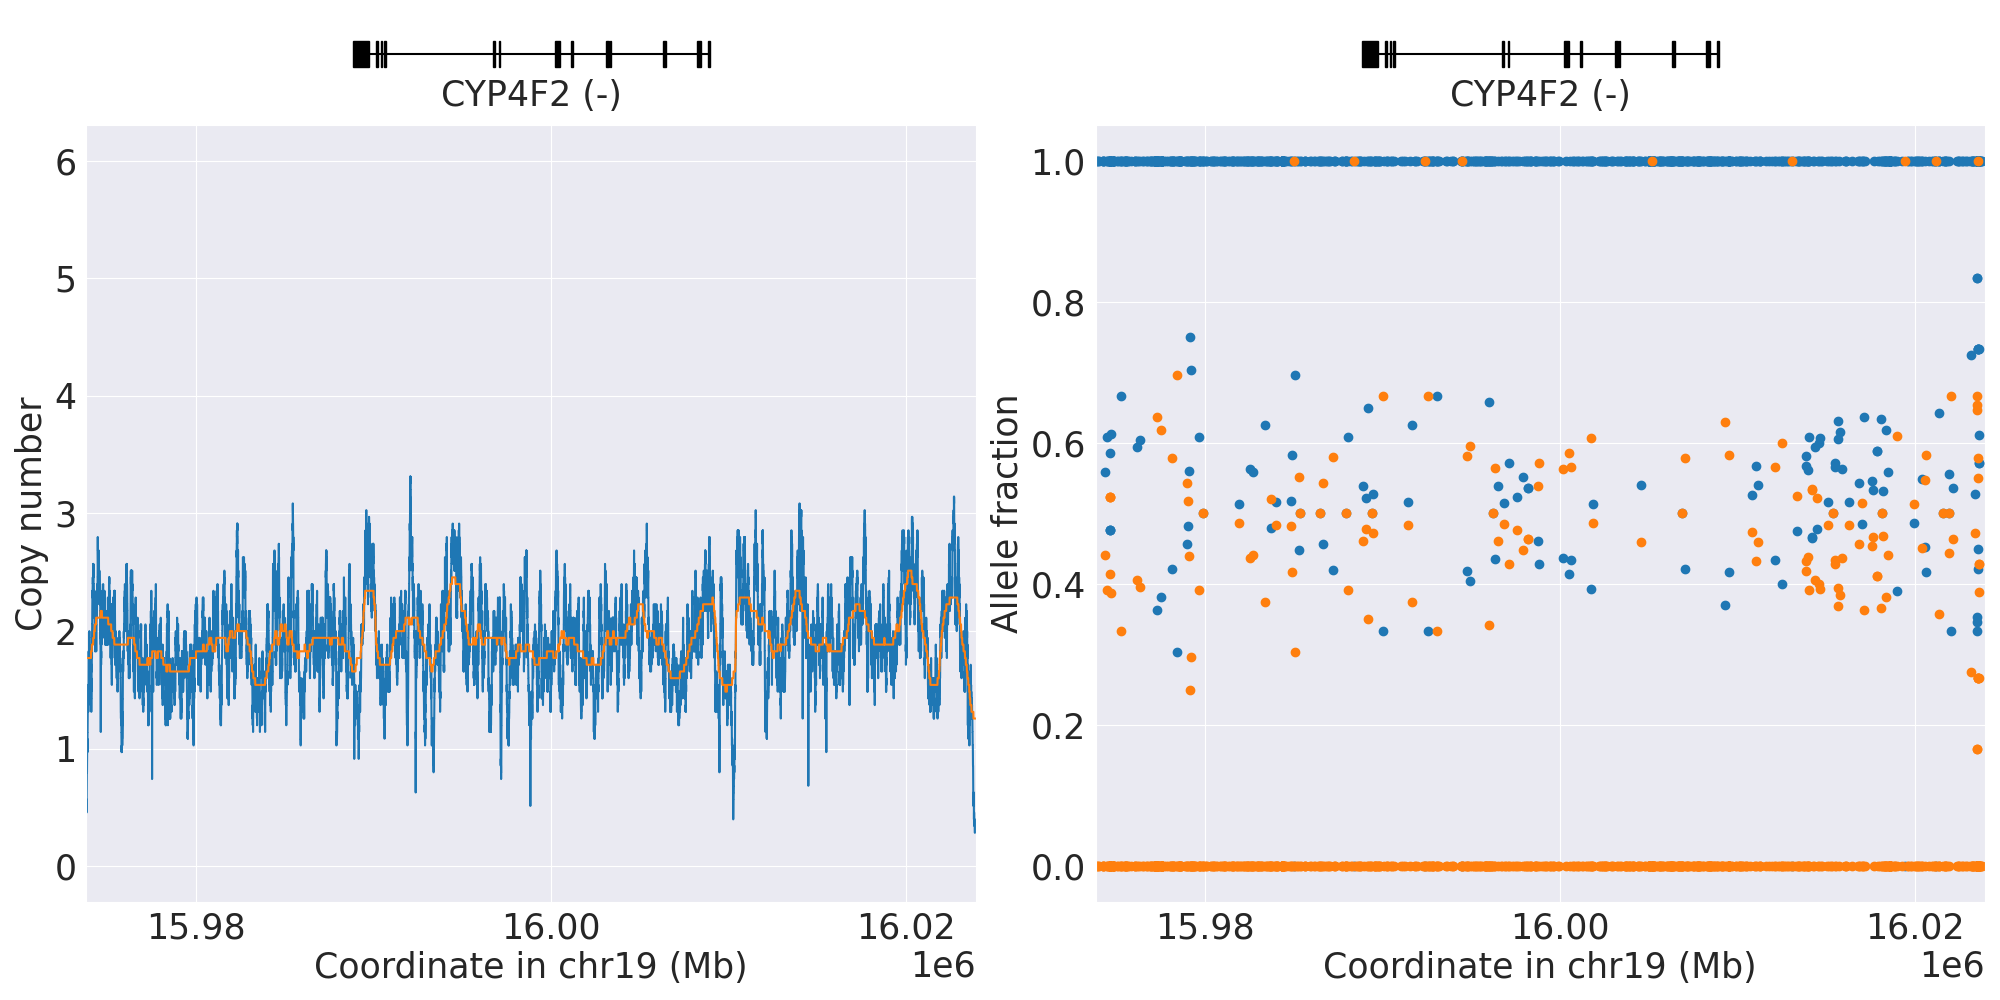 CYP4F2 (-)
Copy number
6
5
4
3
2
1
0
15.98
16.00
16.02
Coordinate in chr19 (Mb)
1e6
CYP4F2 (-)
Allele fraction
1.0
0.8
0.6
0.4
0.2
0.0
15.98
16.00
16.02
Coordinate in chr19 (Mb)
1e6